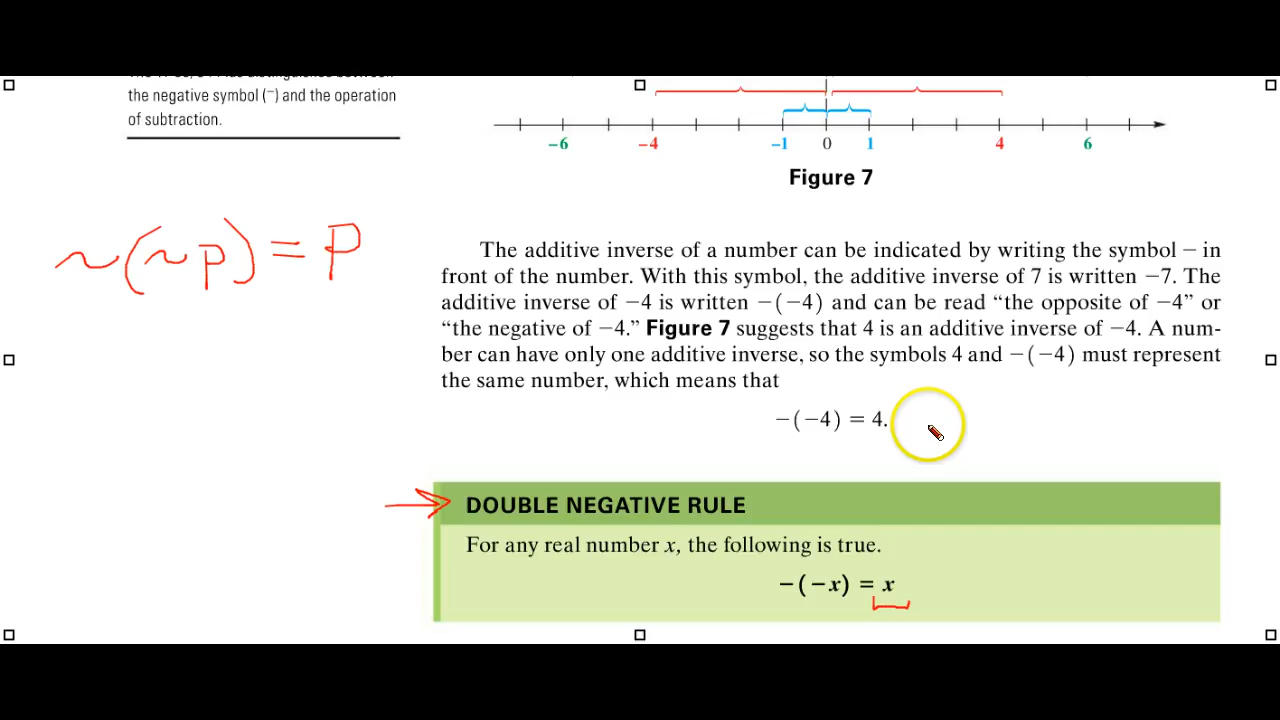 the negative symbol (−) and the operation
of subtraction.
−6 −4 −1 0 1 4 6
Figure 7
~(~p) = P
The additive inverse of a number can be indicated by writing the symbol − in
front of the number. With this symbol, the additive inverse of 7 is written −7. The
additive inverse of −4 is written −(−4) and can be read “the opposite of −4” or
“the negative of −4.” Figure 7 suggests that 4 is an additive inverse of −4. A num-
ber can have only one additive inverse, so the symbols 4 and −(−4) must represent
the same number, which means that
−(−4) = 4.
DOUBLE NEGATIVE RULE
For any real number x, the following is true.
−(−x) = x